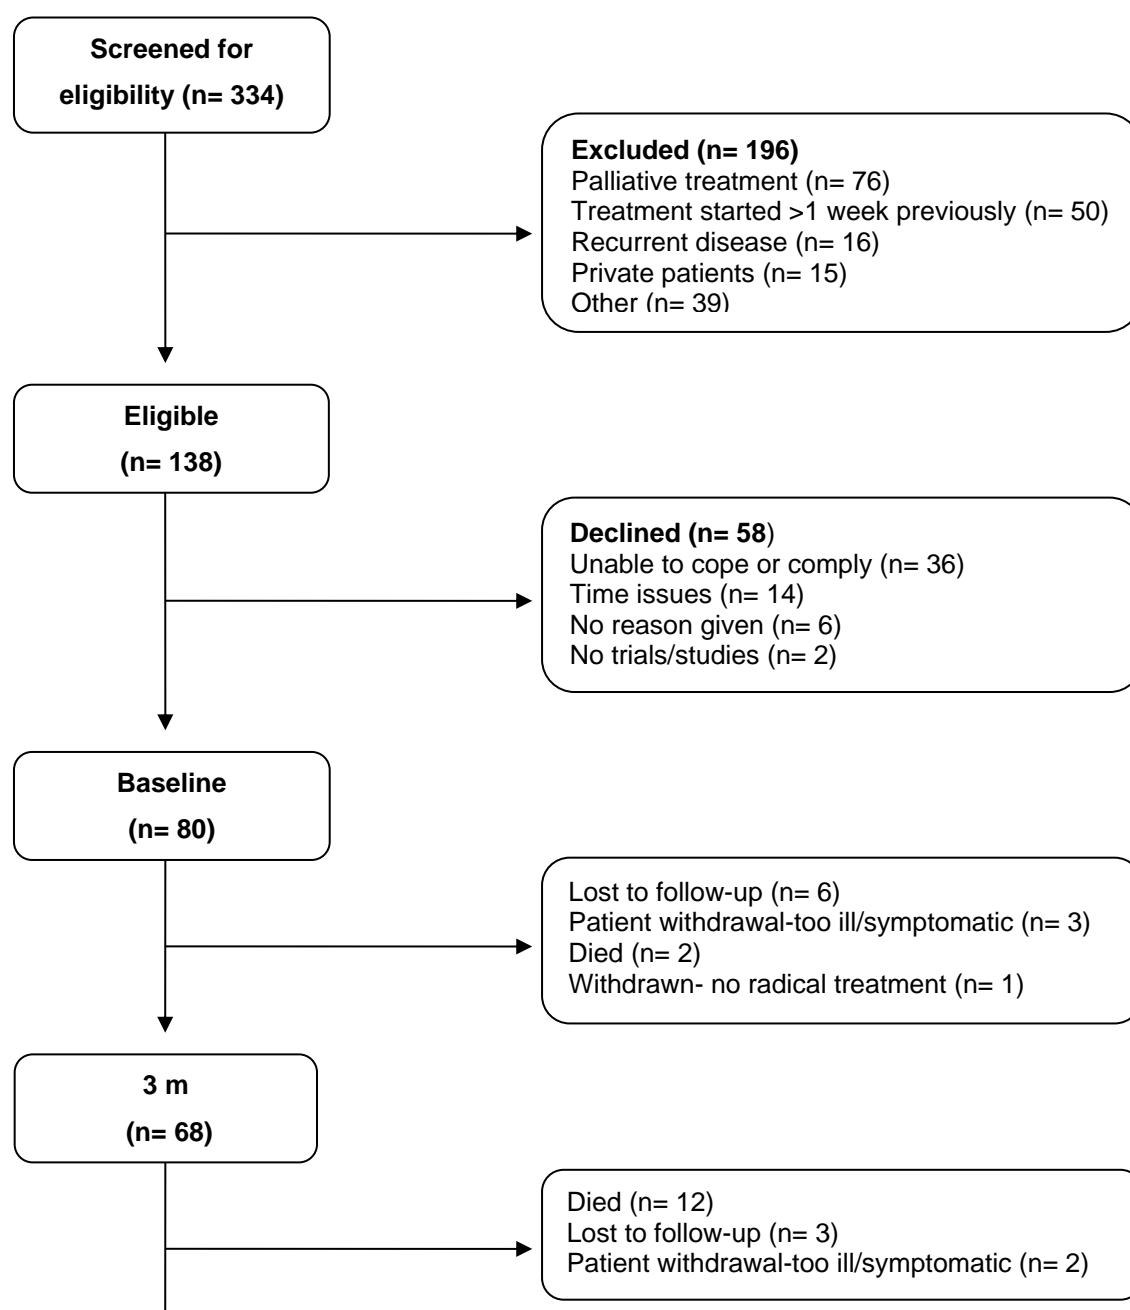 Screened for
eligibility (n= 334)
Excluded (n= 196)
Palliative treatment (n= 76)
Treatment started >1 week previously (n= 50)
Recurrent disease (n= 16)
Private patients (n= 15)
Other (n= 39)
Eligible
(n= 138)
Declined (n= 58)
Unable to cope or comply (n= 36)
Time issues (n= 14)
No reason given (n= 6)
No trials/studies (n= 2)
Baseline
(n= 80)
Lost to follow-up (n= 6)
Patient withdrawal-too ill/symptomatic (n= 3)
Died (n= 2)
Withdrawn- no radical treatment (n= 1)
3 m
(n= 68)
Died (n= 12)
Lost to follow-up (n= 3)
Patient withdrawal-too ill/symptomatic (n= 2)